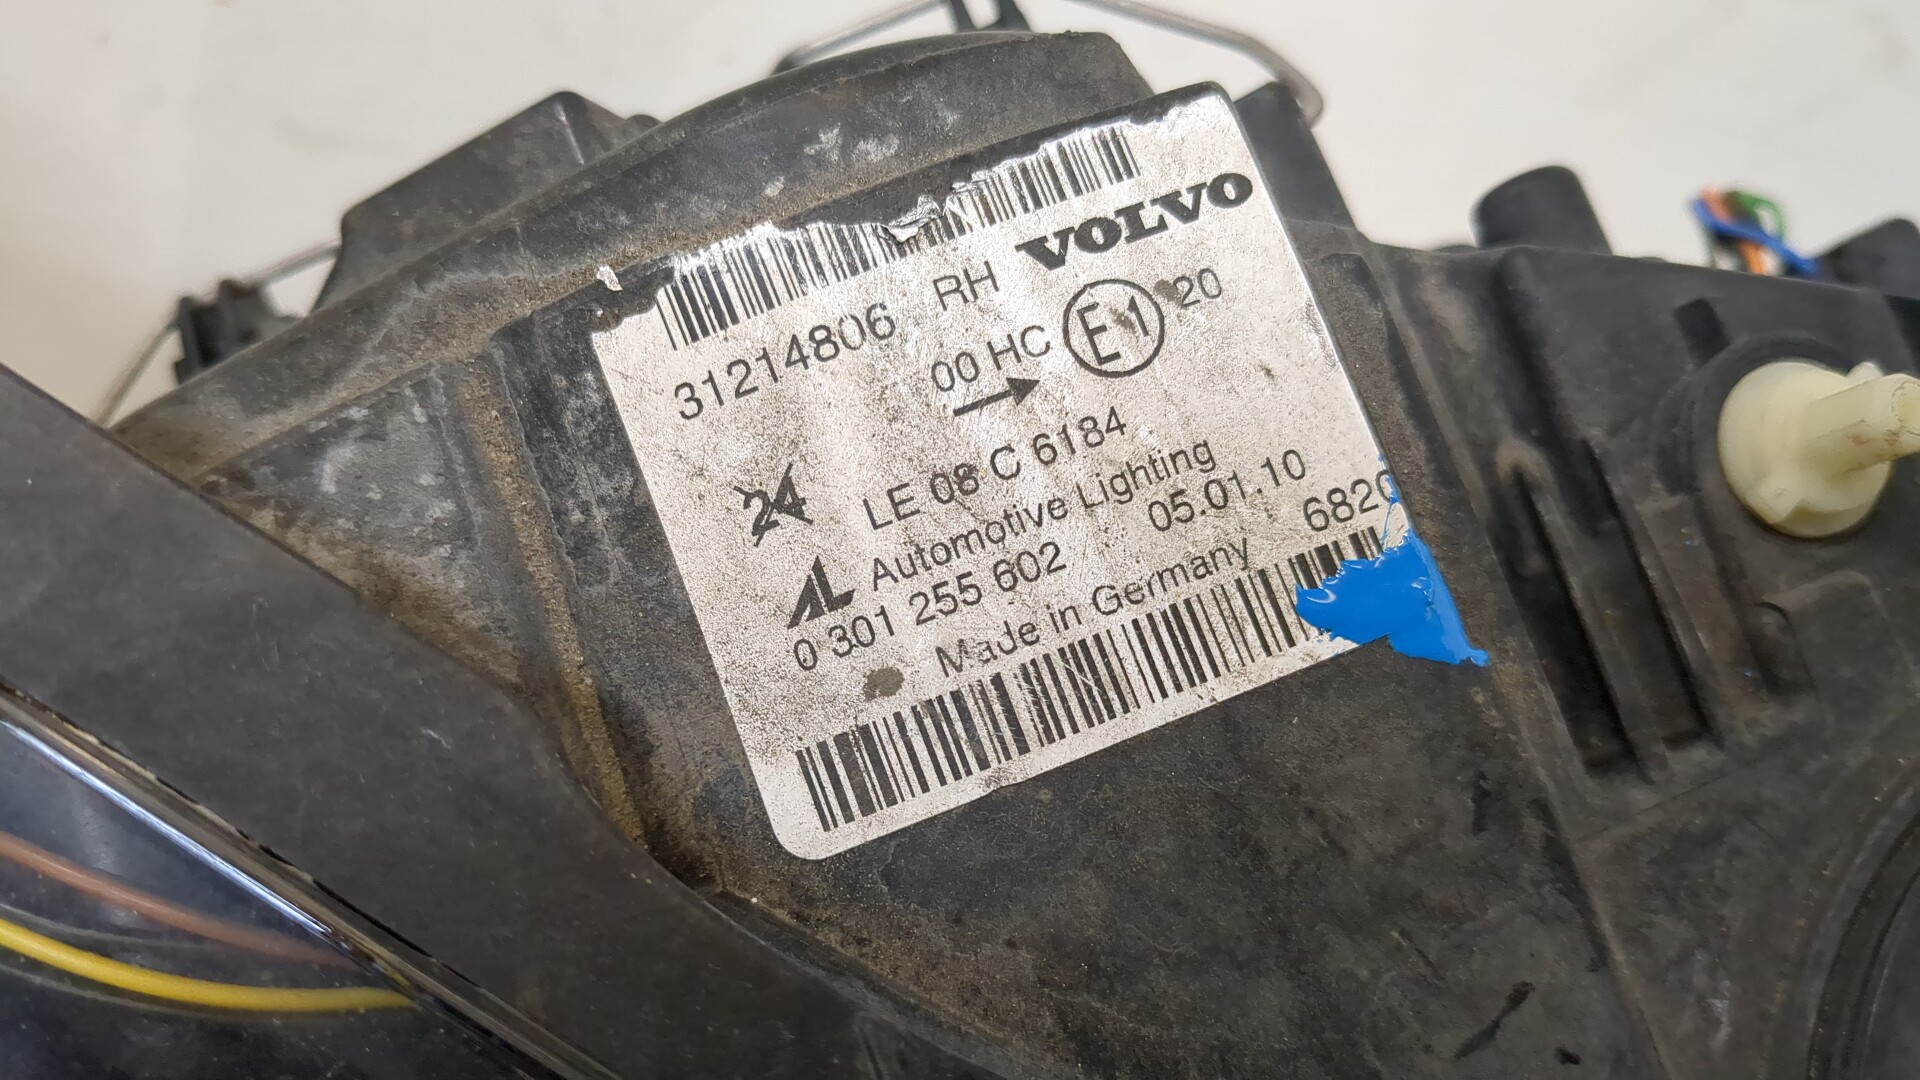 VOLVO
31214806 RH
00 HC E1 20
24 LE 08 C 6184
AL Automotive Lighting
0 301 255 602 05.01.10
Made in Germany 6820